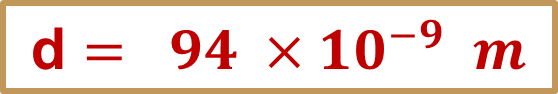 d = 94 × 10⁻⁹ m